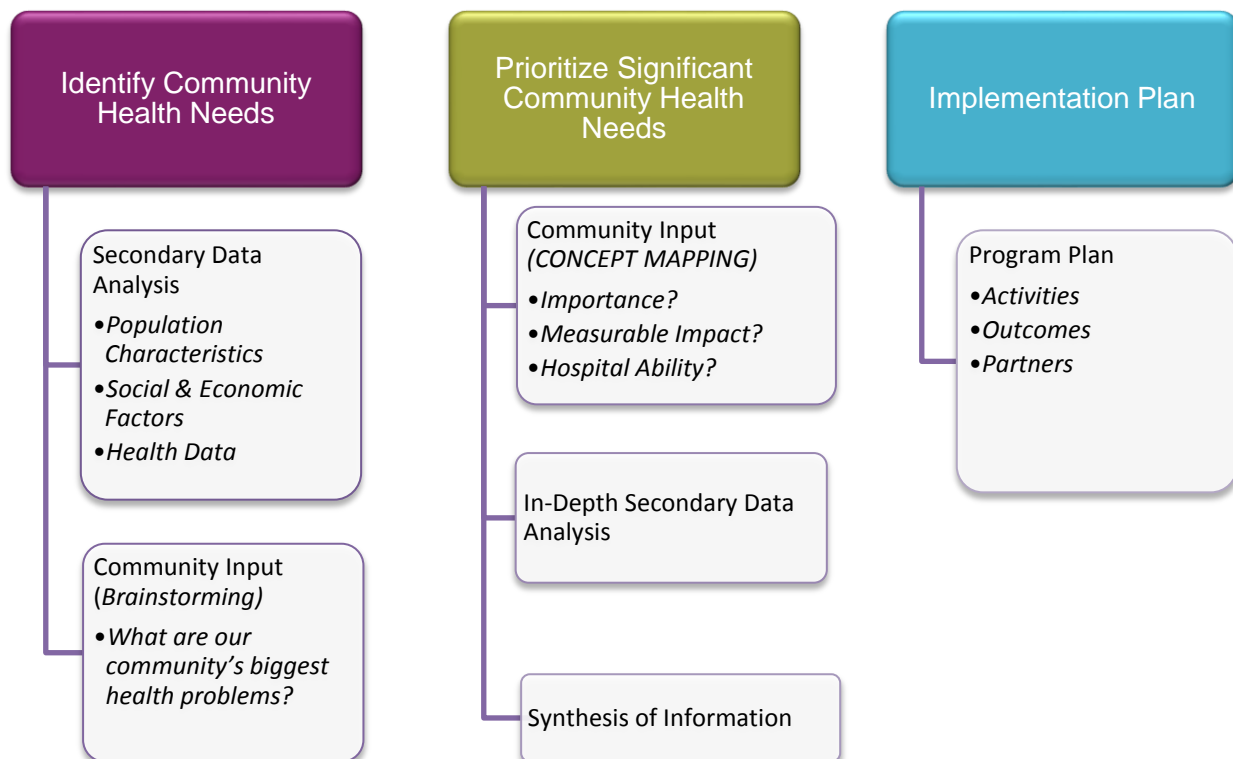 Identify Community
Health Needs
Secondary Data
Analysis
•Population
Characteristics
•Social & Economic
Factors
•Health Data
Community Input
(Brainstorming)
•What are our
community’s biggest
health problems?
Prioritize Significant
Community Health
Needs
Community Input
(CONCEPT MAPPING)
•Importance?
•Measurable Impact?
•Hospital Ability?
In-Depth Secondary Data
Analysis
Synthesis of Information
Implementation Plan
Program Plan
•Activities
•Outcomes
•Partners